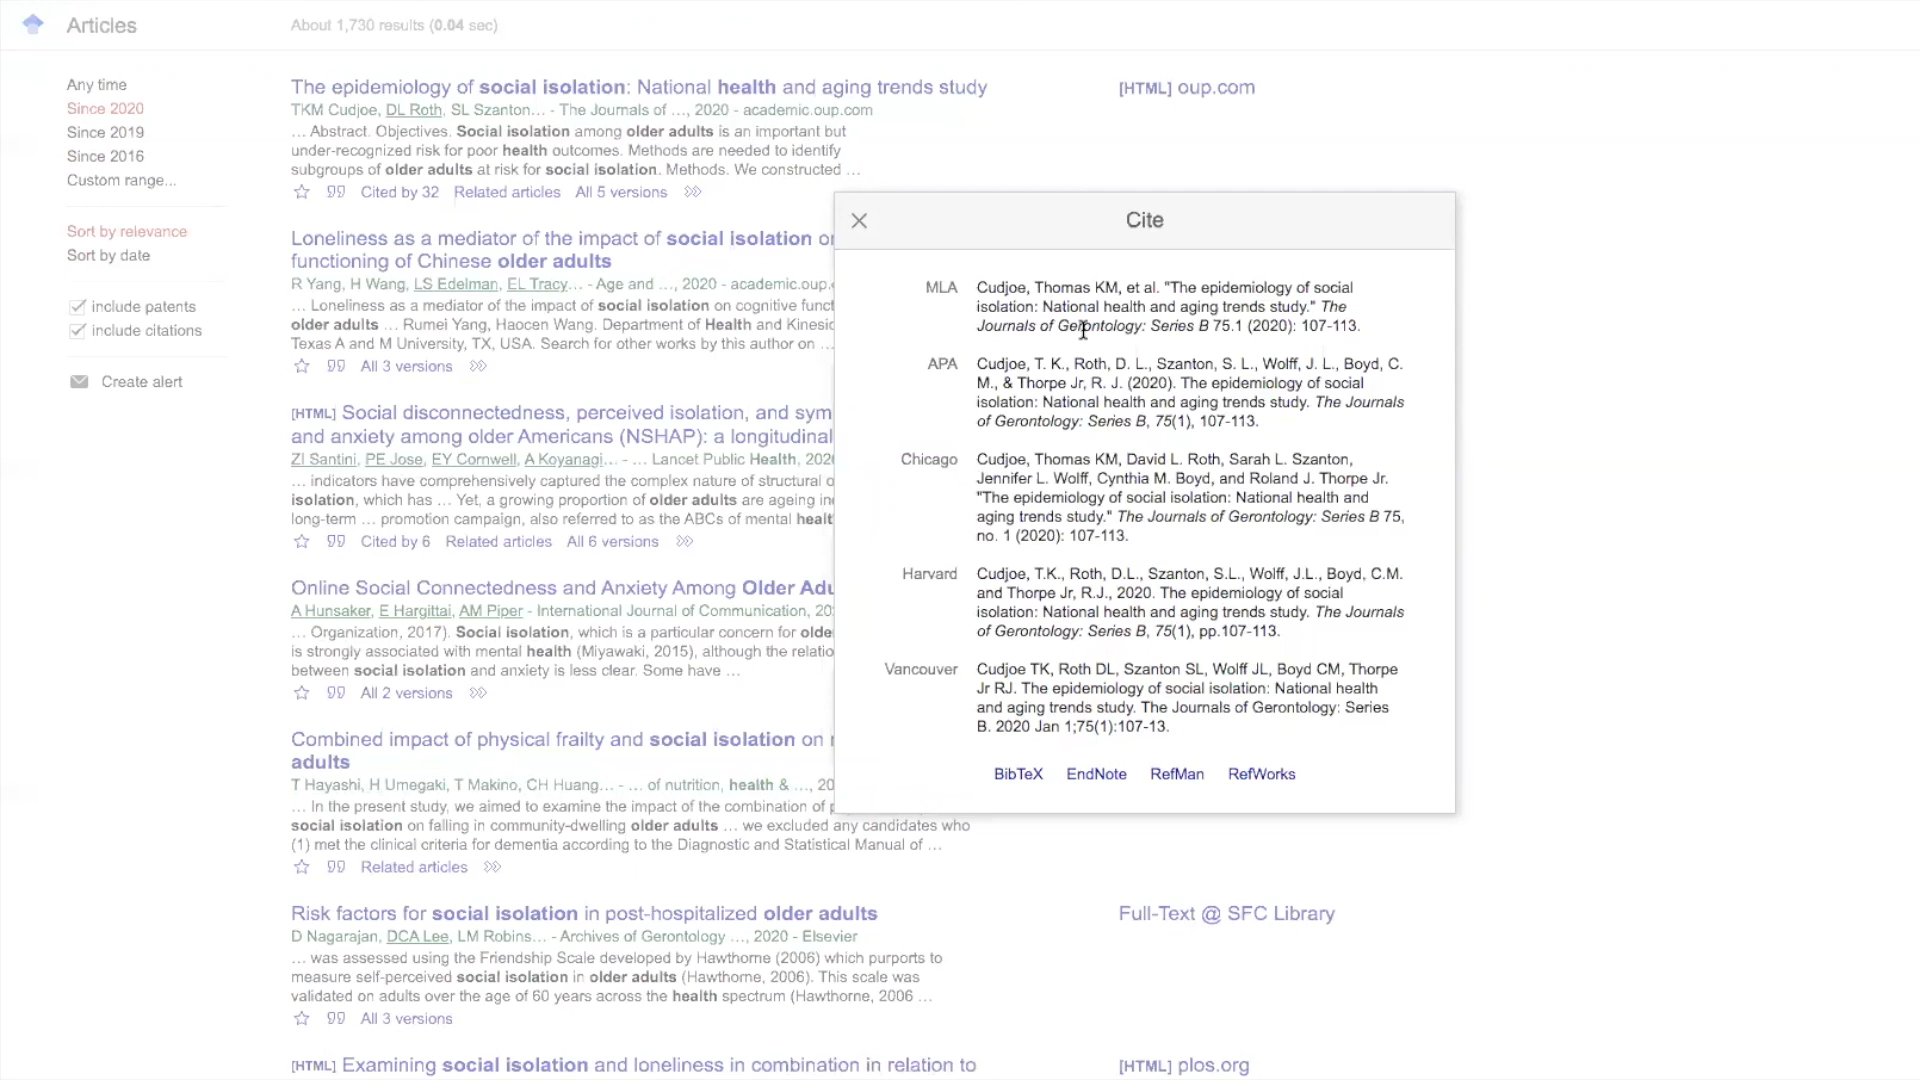 Articles
About 1,730 results (0.04 sec)
Any time
Since 2020
Since 2019
Since 2016
Custom range...
Sort by relevance
Sort by date
include patents
include citations
Create alert
The epidemiology of social isolation: National health and aging trends study
[HTML] oup.com
TKM Cudjoe, DL Roth, SL Szanton… - The Journals of …, 2020 - academic.oup.com
… Abstract. Objectives. Social isolation among older adults is an important but
under-recognized risk for poor health outcomes. Methods are needed to identify
subgroups of older adults at risk for social isolation. Methods. We constructed …
Cited by 32 Related articles All 5 versions
Loneliness as a mediator of the impact of social isolation on
functioning of Chinese older adults
R Yang, H Wang, LS Edelman, EL Tracy… - Age and …, 2020 - academic.oup.
… Loneliness as a mediator of the impact of social isolation on cognitive funct
older adults … Rumei Yang, Haocen Wang. Department of Health and Kinesio
Texas A and M University, TX, USA. Search for other works by this author on …
All 3 versions
[HTML] Social disconnectedness, perceived isolation, and sym
and anxiety among older Americans (NSHAP): a longitudinal
ZI Santini, PE Jose, EY Cornwell, A Koyanagi… - … Lancet Public Health, 202
… indicators have comprehensively captured the complex nature of structural o
isolation, which has … Yet, a growing proportion of older adults are ageing in
long-term … promotion campaign, also referred to as the ABCs of mental healt
Cited by 6 Related articles All 6 versions
Online Social Connectedness and Anxiety Among Older Adu
A Hunsaker, E Hargittai, AM Piper - International Journal of Communication, 20
… Organization, 2017). Social isolation, which is a particular concern for olde
is strongly associated with mental health (Miyawaki, 2015), although the relatio
between social isolation and anxiety is less clear. Some have …
All 2 versions
Combined impact of physical frailty and social isolation on r
adults
T Hayashi, H Umegaki, T Makino, CH Huang… - … of nutrition, health & …, 20
… In the present study, we aimed to examine the impact of the combination of p
social isolation on falling in community-dwelling older adults … we excluded any candidates who
(1) met the clinical criteria for dementia according to the Diagnostic and Statistical Manual of …
Related articles
Risk factors for social isolation in post-hospitalized older adults
Full-Text @ SFC Library
D Nagarajan, DCA Lee, LM Robins… - Archives of Gerontology …, 2020 - Elsevier
… was assessed using the Friendship Scale developed by Hawthorne (2006) which purports to
measure self-perceived social isolation in older adults (Hawthorne, 2006). This scale was
validated on adults over the age of 60 years across the health spectrum (Hawthorne, 2006 …
All 3 versions
[HTML] Examining social isolation and loneliness in combination in relation to
[HTML] plos.org
Cite
MLA
Cudjoe, Thomas KM, et al. "The epidemiology of social
isolation: National health and aging trends study." The
Journals of Gerontology: Series B 75.1 (2020): 107-113.
APA
Cudjoe, T. K., Roth, D. L., Szanton, S. L., Wolff, J. L., Boyd, C.
M., & Thorpe Jr, R. J. (2020). The epidemiology of social
isolation: National health and aging trends study. The Journals
of Gerontology: Series B, 75(1), 107-113.
Chicago
Cudjoe, Thomas KM, David L. Roth, Sarah L. Szanton,
Jennifer L. Wolff, Cynthia M. Boyd, and Roland J. Thorpe Jr.
"The epidemiology of social isolation: National health and
aging trends study." The Journals of Gerontology: Series B 75,
no. 1 (2020): 107-113.
Harvard
Cudjoe, T.K., Roth, D.L., Szanton, S.L., Wolff, J.L., Boyd, C.M.
and Thorpe Jr, R.J., 2020. The epidemiology of social
isolation: National health and aging trends study. The Journals
of Gerontology: Series B, 75(1), pp.107-113.
Vancouver
Cudjoe TK, Roth DL, Szanton SL, Wolff JL, Boyd CM, Thorpe
Jr RJ. The epidemiology of social isolation: National health
and aging trends study. The Journals of Gerontology: Series
B. 2020 Jan 1;75(1):107-13.
BibTeX EndNote RefMan RefWorks